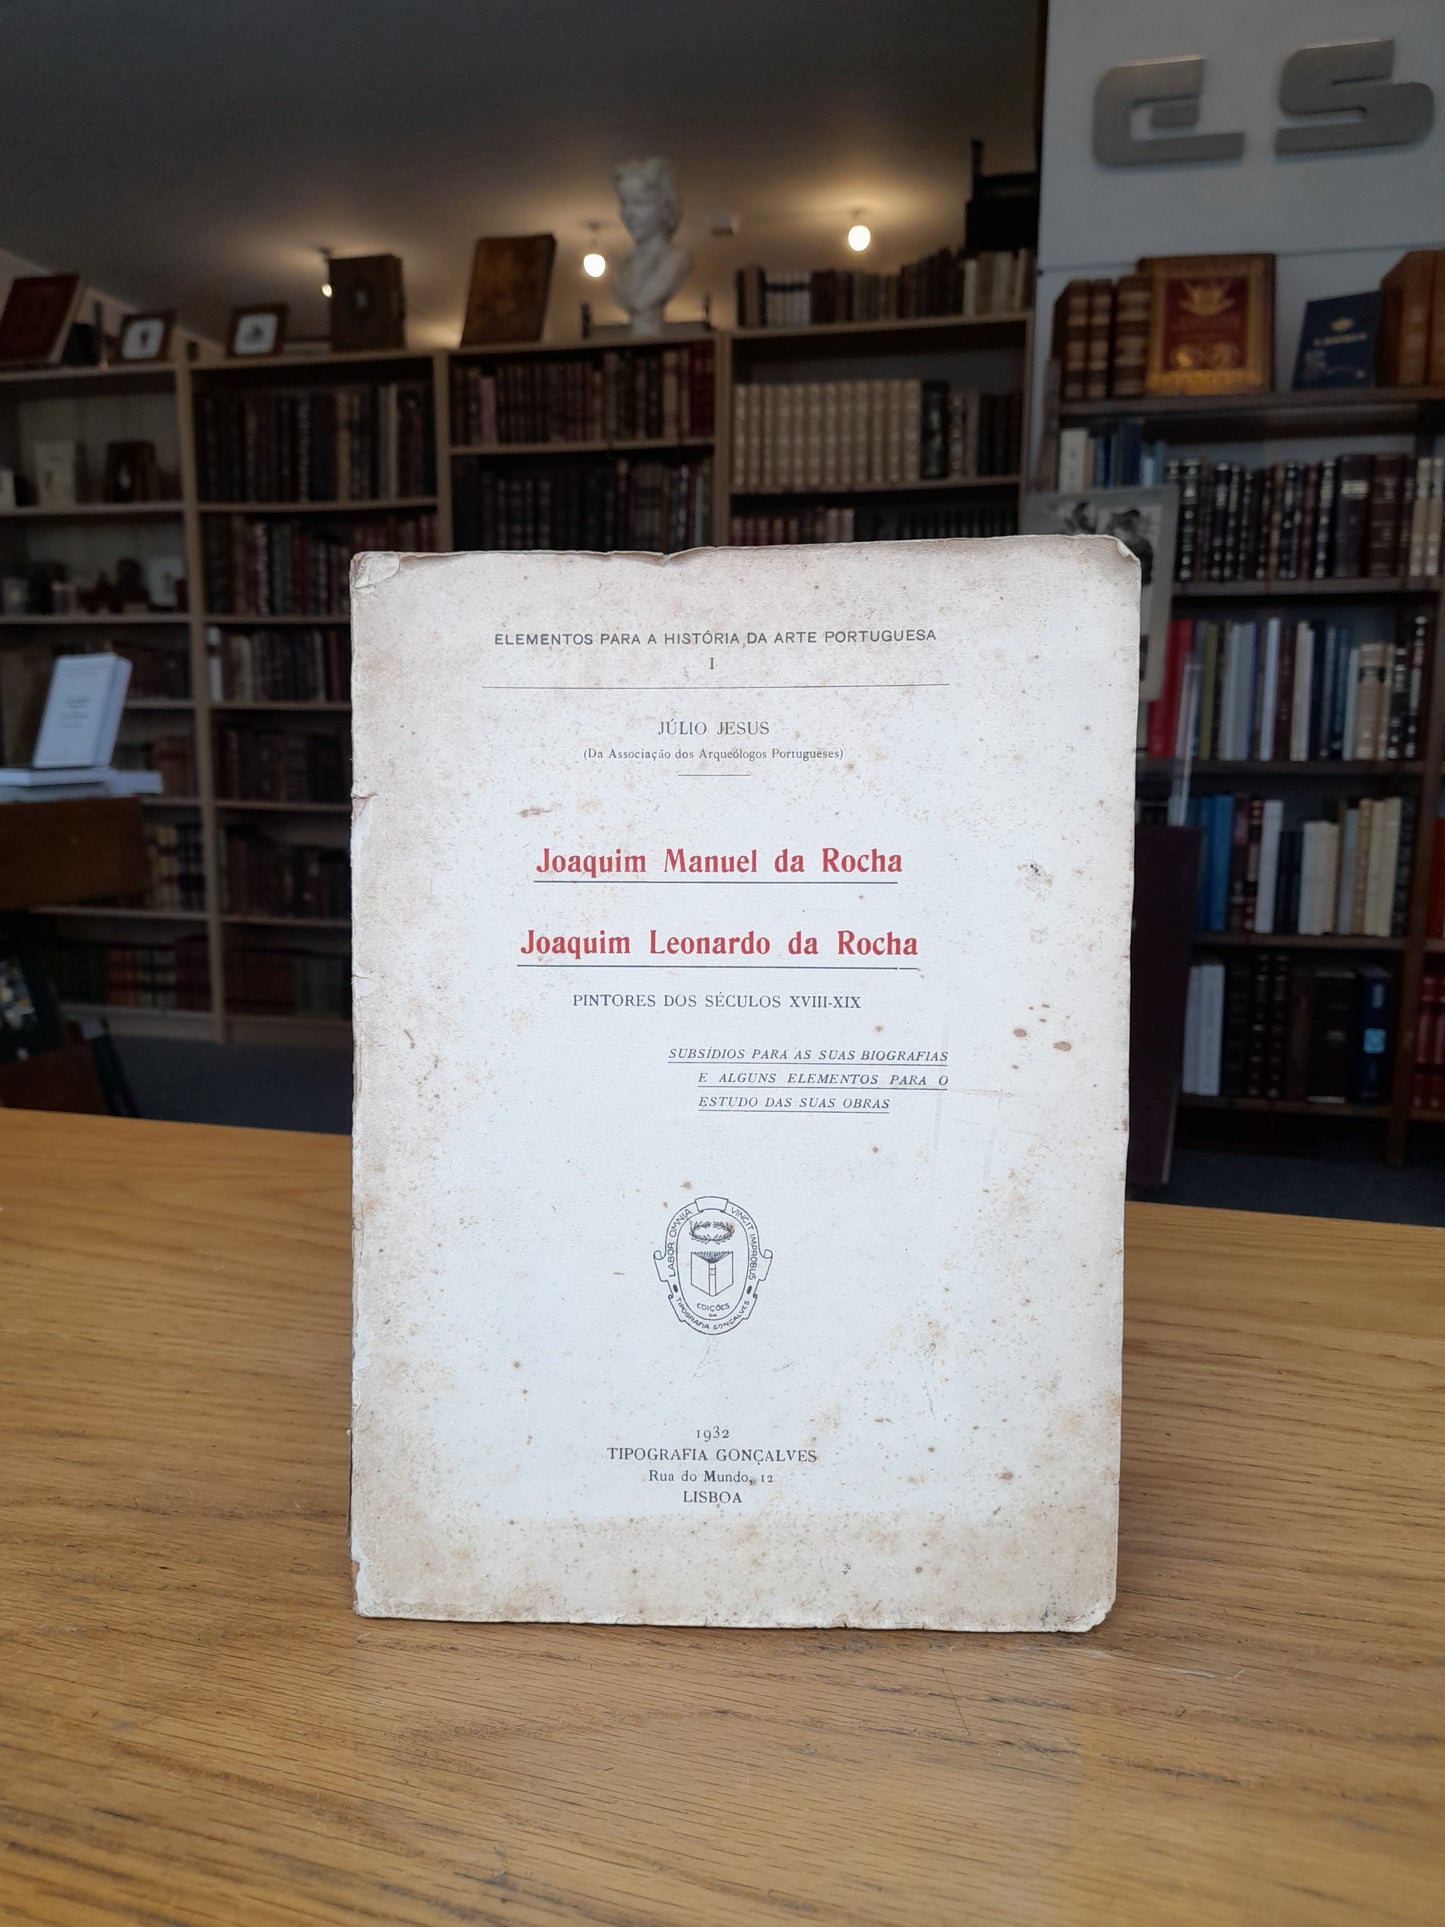 ES
ELEMENTOS PARA A HISTÓRIA DA ARTE PORTUGUESA
I
JÚLIO JESUS
(Da Associação dos Arqueólogos Portugueses)
Joaquim Manuel da Rocha
Joaquim Leonardo da Rocha
PINTORES DOS SÉCULOS XVIII-XIX
SUBSÍDIOS PARA AS SUAS BIOGRAFIAS
E ALGUNS ELEMENTOS PARA O
ESTUDO DAS SUAS OBRAS
LABOR OMNIA VINCIT IMPROBUS
EDIÇÕES
DA
TIPOGRAFIA GONÇALVES
1932
TIPOGRAFIA GONÇALVES
Rua do Mundo, 12
LISBOA